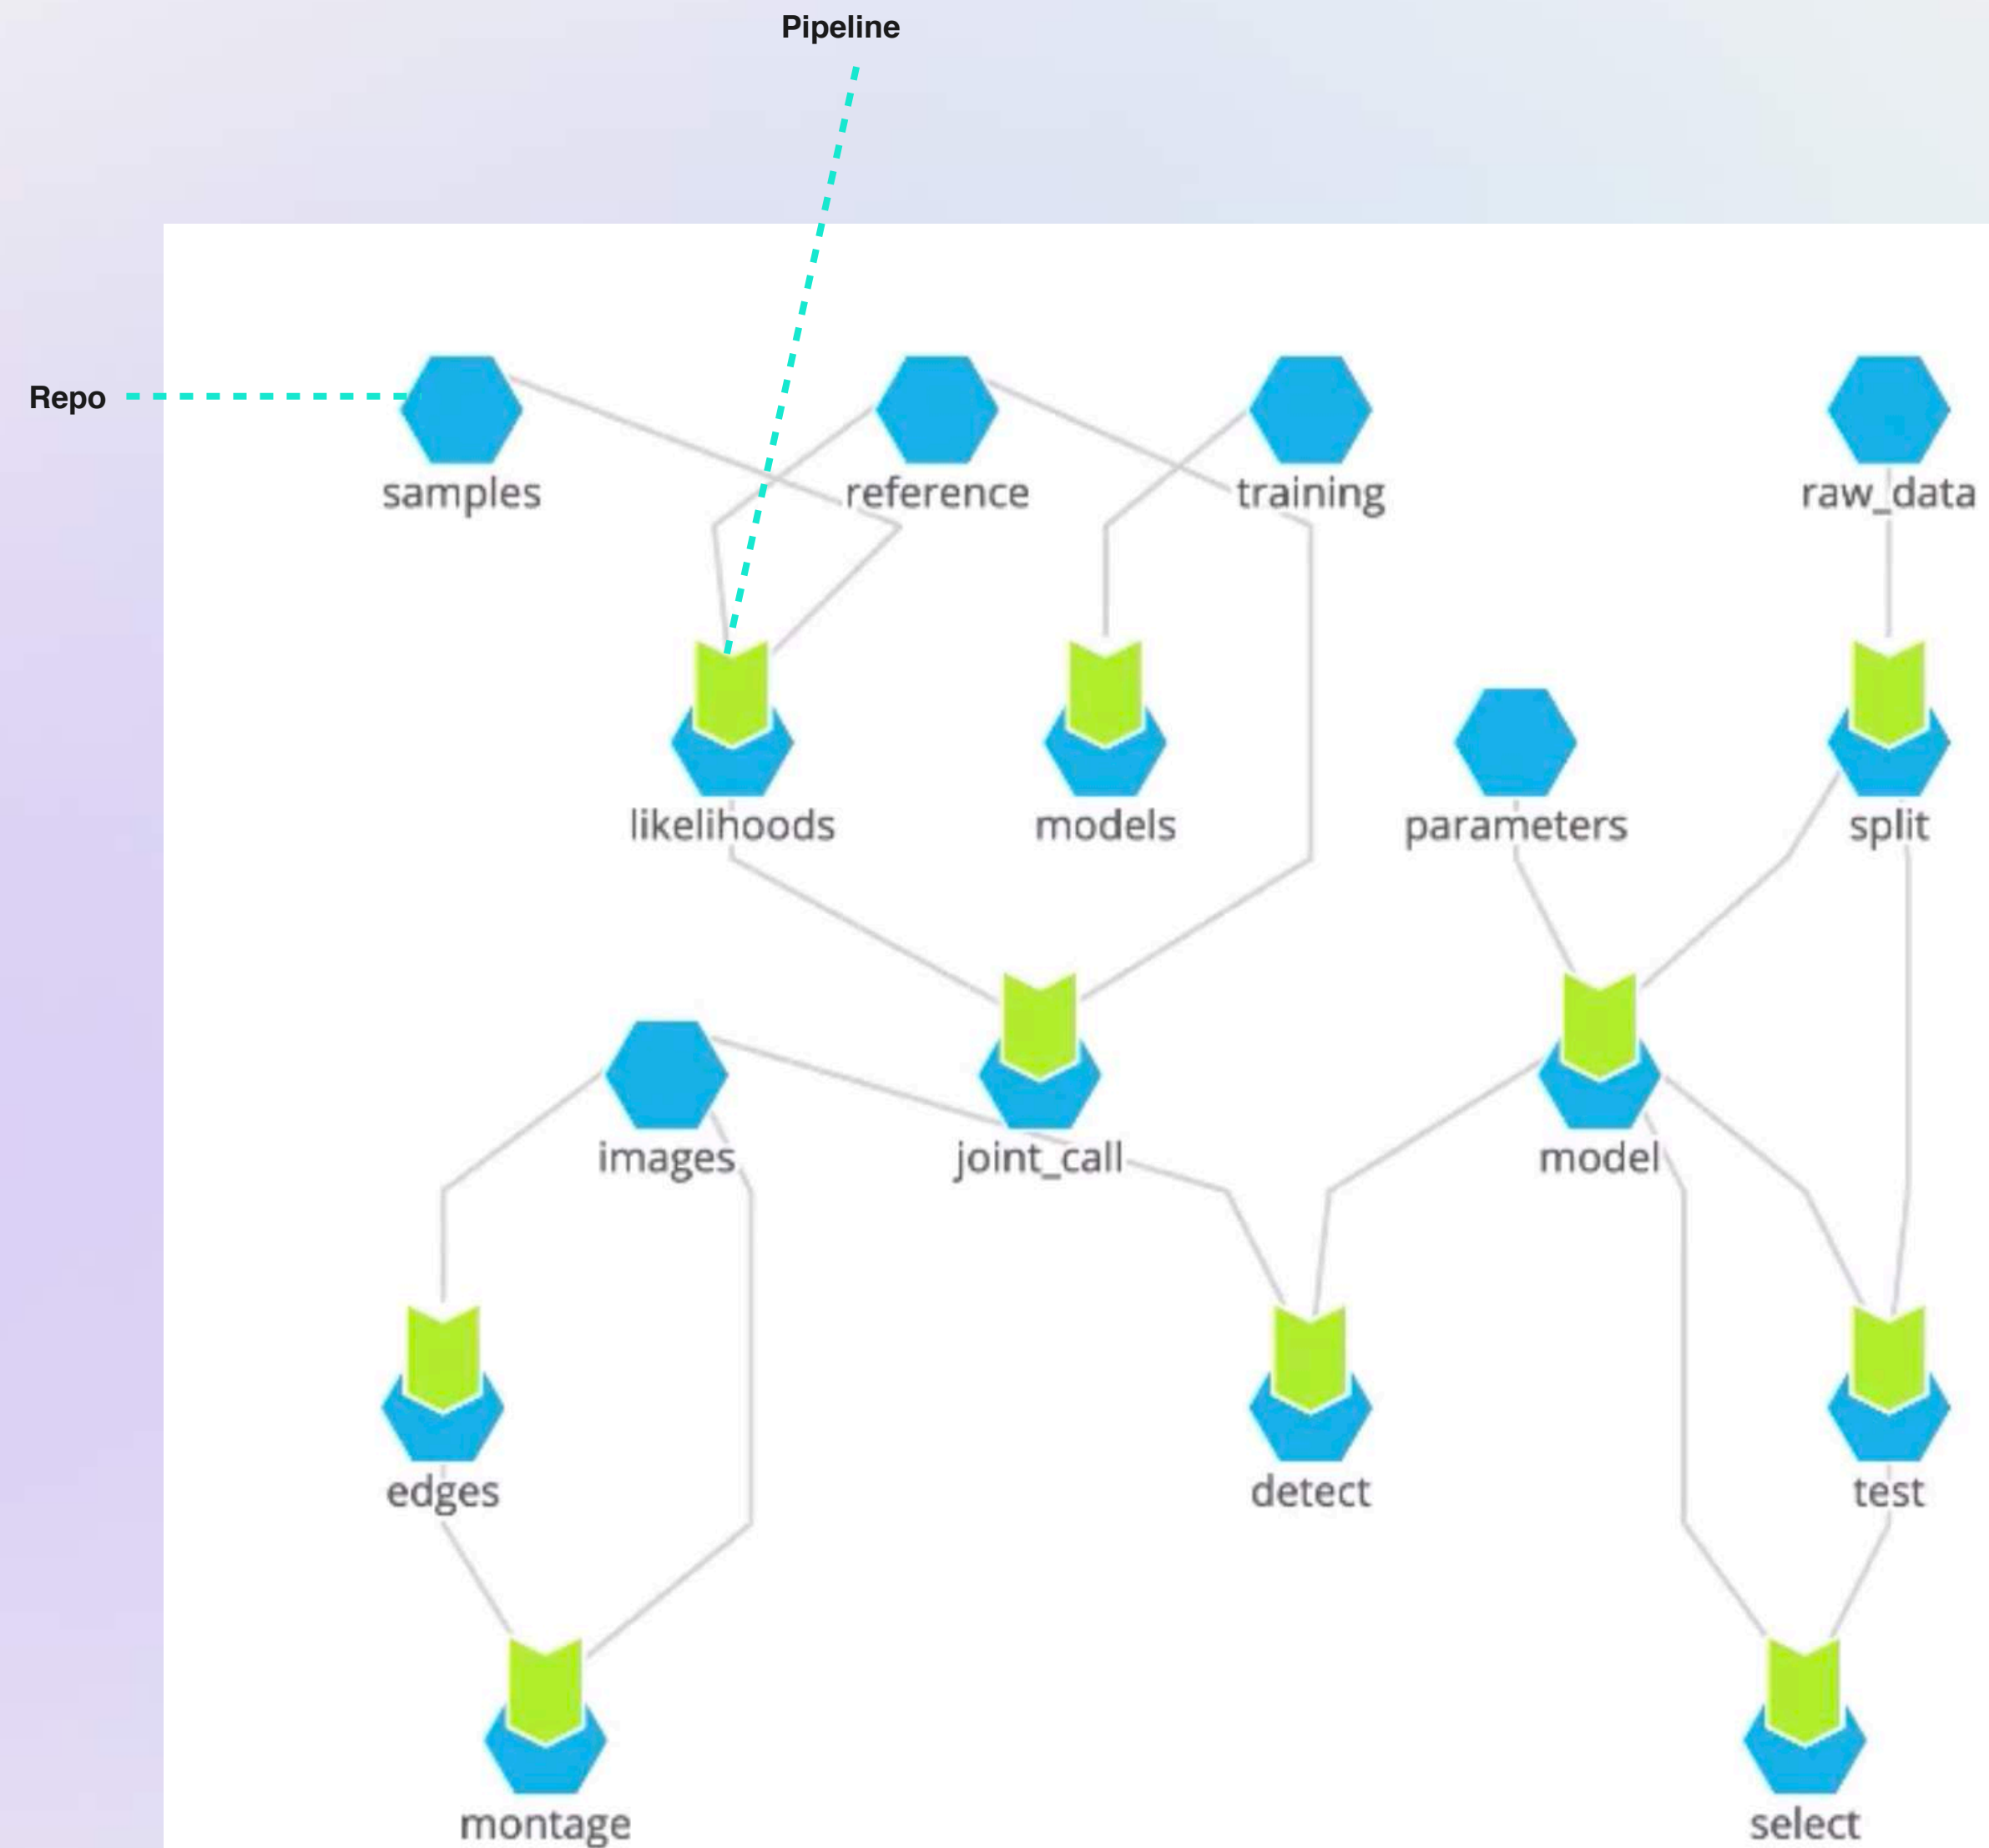 Pipeline
Repo
samples
reference
training
raw_data
likelihoods
models
parameters
split
images
joint_call
model
edges
detect
test
montage
select